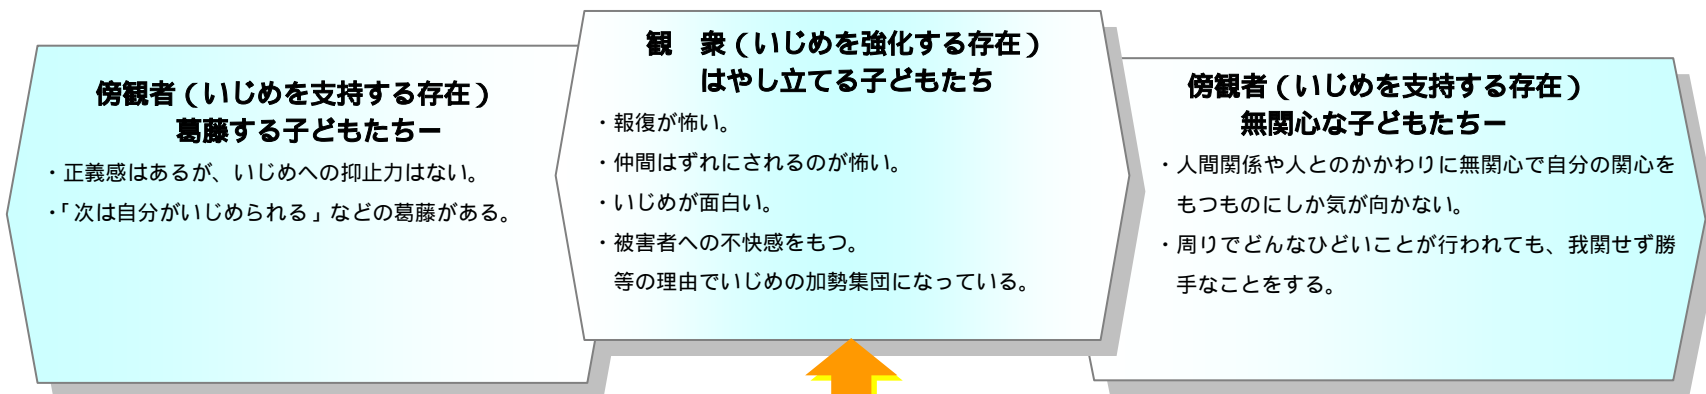 傍観者(いじめを支持する存在)
葛藤する子どもたちー
・正義感はあるが、いじめへの抑止力はない。
・「次は自分がいじめられる」などの葛藤がある。
観　衆(いじめを強化する存在)
はやし立てる子どもたち
・報復が怖い。
・仲間はずれにされるのが怖い。
・いじめが面白い。
・被害者への不快感をもつ。
等の理由でいじめの加勢集団になっている。
傍観者(いじめを支持する存在)
無関心な子どもたちー
・人間関係や人とのかかわりに無関心で自分の関心を
もつものにしか気が向かない。
・周りでどんなひどいことが行われても、我関せず勝
手なことをする。